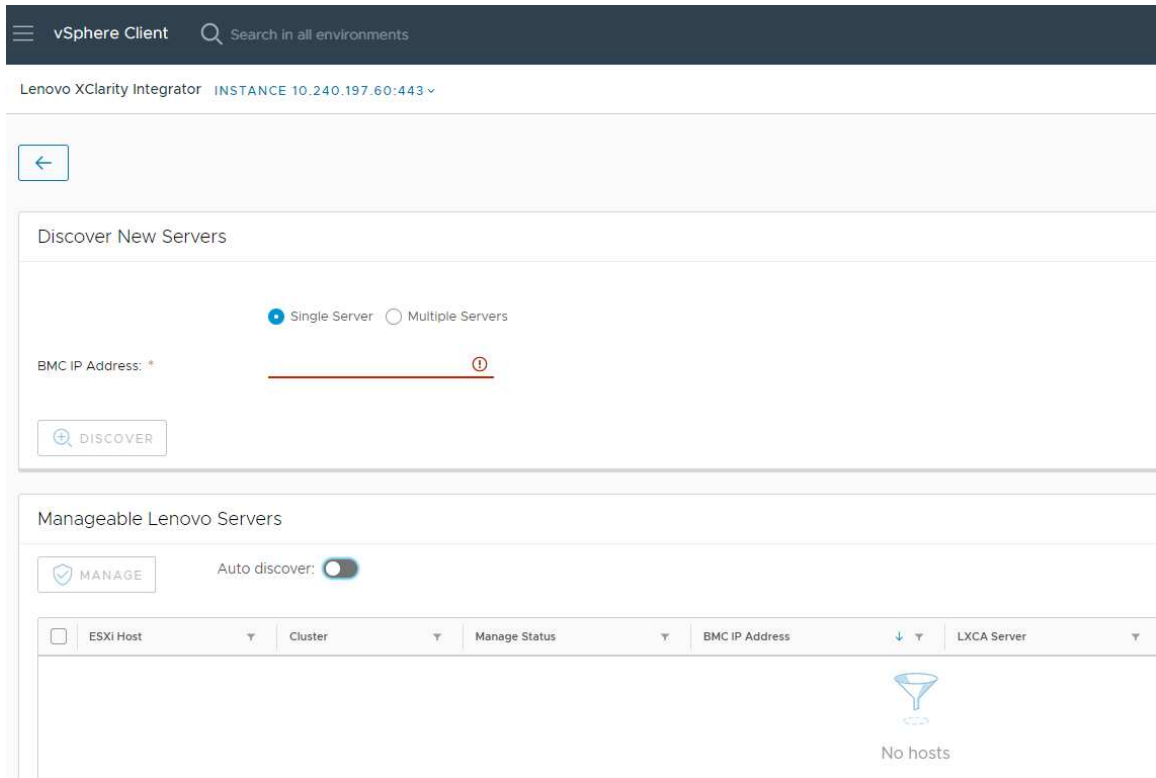 vSphere Client Search in all environments
Lenovo XClarity Integrator INSTANCE 10.240.197.60:443
Discover New Servers
Single Server Multiple Servers
BMC IP Address: *
DISCOVER
Manageable Lenovo Servers
MANAGE Auto discover:
ESXi Host Cluster Manage Status BMC IP Address LXCA Server
No hosts